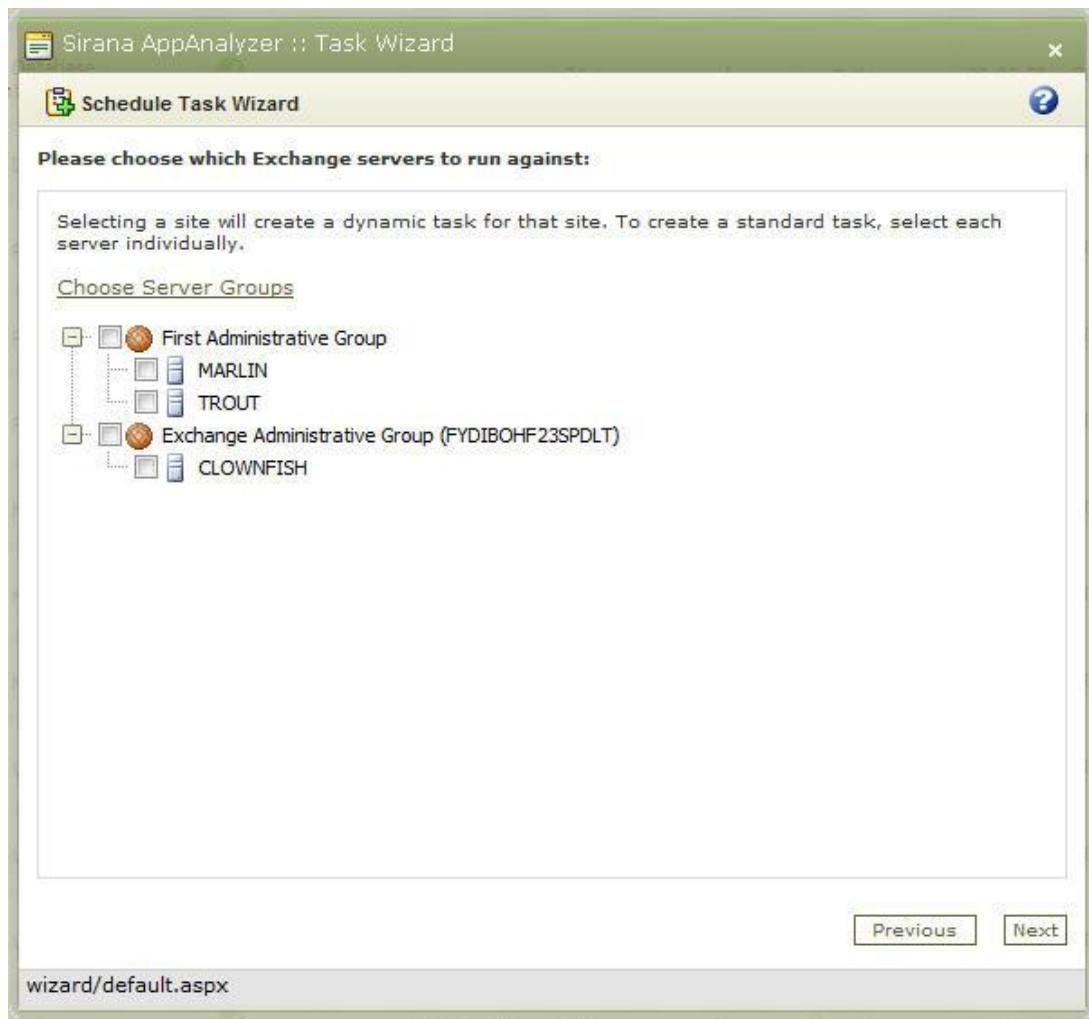 Sirana AppAnalyzer :: Task Wizard
Schedule Task Wizard
Please choose which Exchange servers to run against:
Selecting a site will create a dynamic task for that site. To create a standard task, select each
server individually.
Choose Server Groups
First Administrative Group
MARLIN
TROUT
Exchange Administrative Group (FYDIBOHF23SPDLT)
CLOWNFISH
Previous
Next
wizard/default.aspx